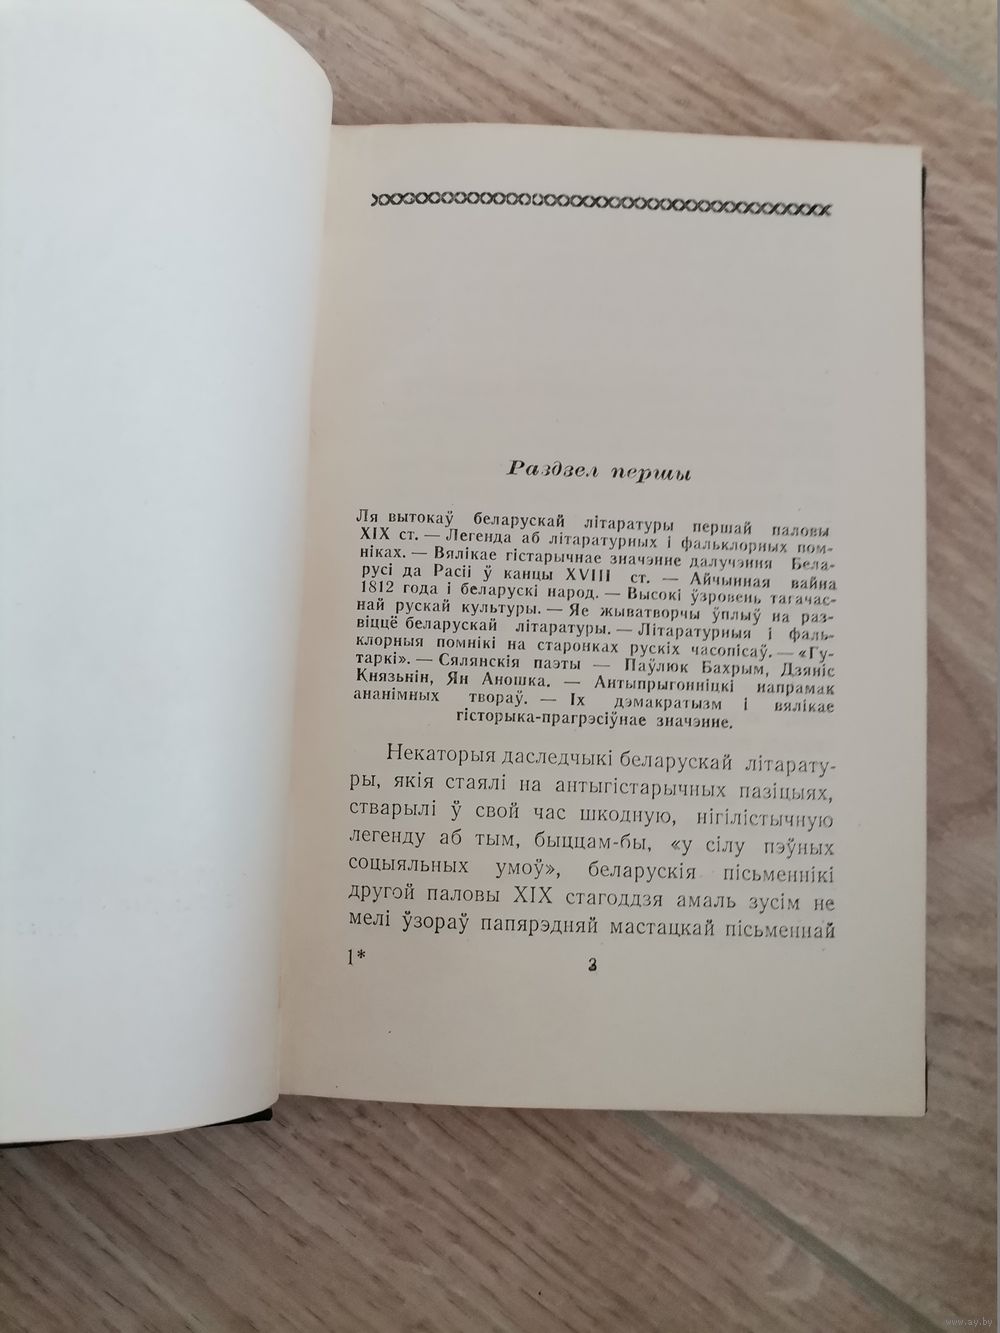 Раздзел першы
Ля вытокаў беларускай літаратуры першай паловы
XIX ст. — Легенда аб літаратурных і фальклорных пом-
ніках. — Вялікае гістарычнае значэнне далучэння Бела-
русі да Расіі ў канцы XVIII ст. — Айчынная вайна
1812 года і беларускі народ. — Высокі ўзровень тагачас-
най рускай культуры. — Яе жыватворчы ўплыў на раз-
віццё беларускай літаратуры. — Літаратурныя і фаль-
клорныя помнікі на старонках рускіх часопісаў. — «Гу-
таркі». — Сялянскія паэты — Паўлюк Бахрым, Дзяніс
Князьнін, Ян Аношка. — Антыпрыгонніцкі напрамак
ананімных твораў. — Іх дэмакратызм і вялікае
гісторыка-прагрэсіўнае значэнне.
Некаторыя даследчыкі беларускай літарату-
ры, якія стаялі на антыгістарычных пазіцыях,
стварылі ў свой час шкодную, нігілістычную
легенду аб тым, быццам-бы, «у сілу пэўных
соцыяльных умоў», беларускія пісьменнікі
другой паловы XIX стагоддзя амаль зусім не
мелі ўзораў папярэдняй мастацкай пісьменнай
1*
3
www.ay.by